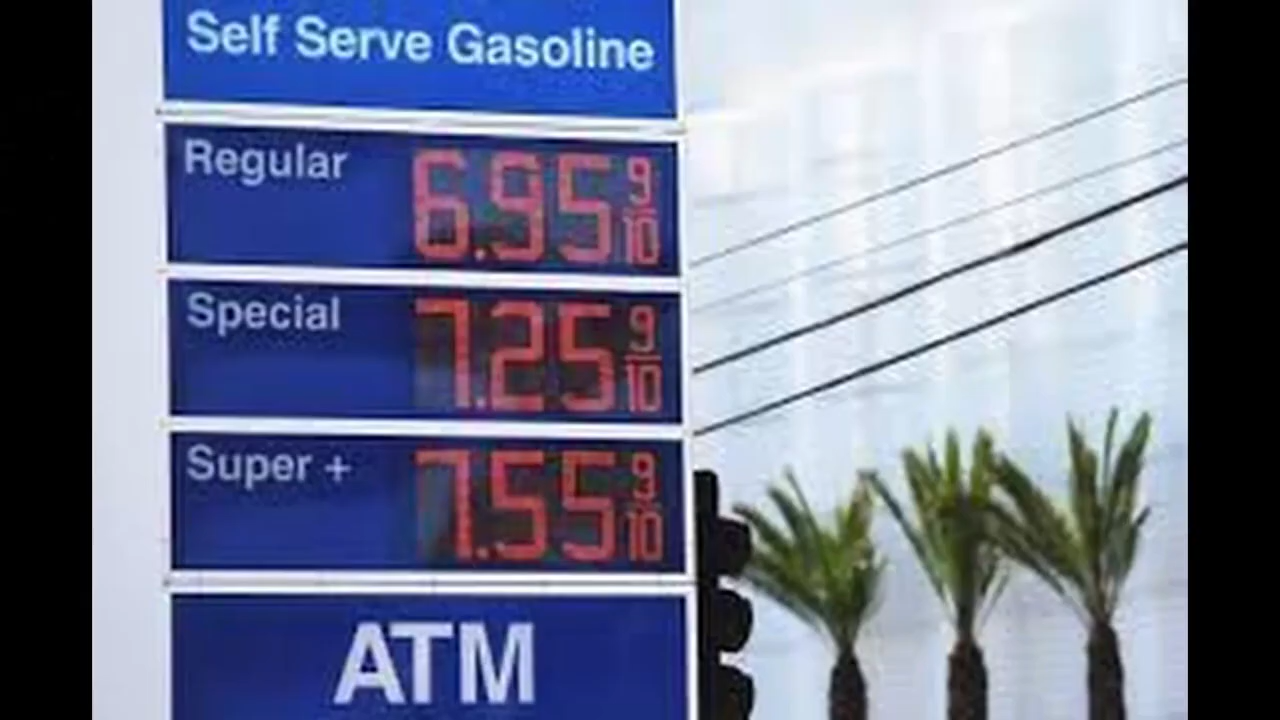 Self Serve Gasoline
Regular 6.95 9/10
Special 7.25 9/10
Super + 7.55 9/10
ATM